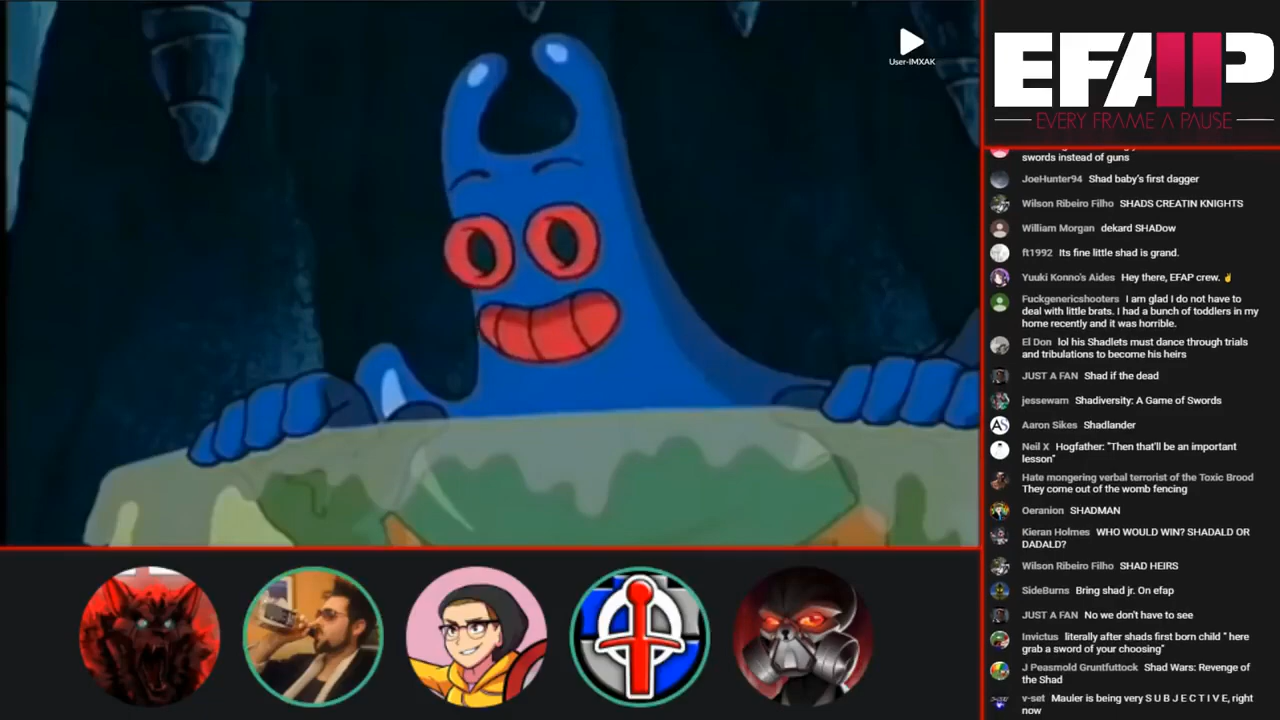 User-IMXAK
EFAP
EVERY FRAME A PAUSE
swords instead of guns
JoeHunter94 Shad baby's first dagger
Wilson Ribeiro Filho SHADS CREATIN KNIGHTS
William Morgan dekard SHADow
ft1992 Its fine little shad is grand.
Yuuki Konno's Aides Hey there, EFAP crew. ✌
Fuckgenericshooters I am glad I do not have to
deal with little brats. I had a bunch of toddlers in my
home recently and it was horrible.
El Don lol his Shadlets must dance through trials
and tribulations to become his heirs
JUST A FAN Shad if the dead
jessewam Shadiversity: A Game of Swords
AS Aaron Sikes Shadlander
Neil X Hogfather: "Then that'll be an important
lesson"
Hate mongering verbal terrorist of the Toxic Brood
They come out of the womb fencing
Oeranion SHADMAN
Kieran Holmes WHO WOULD WIN? SHADALD OR
DADALD?
Wilson Ribeiro Filho SHAD HEIRS
SideBurns Bring shad jr. On efap
JUST A FAN No we don't have to see
Invictus literally after shads first born child " here
grab a sword of your choosing"
J Peasmold Gruntfuttock Shad Wars: Revenge of
the Shad
v-set Mauler is being very S U B J E C T I V E, right
now